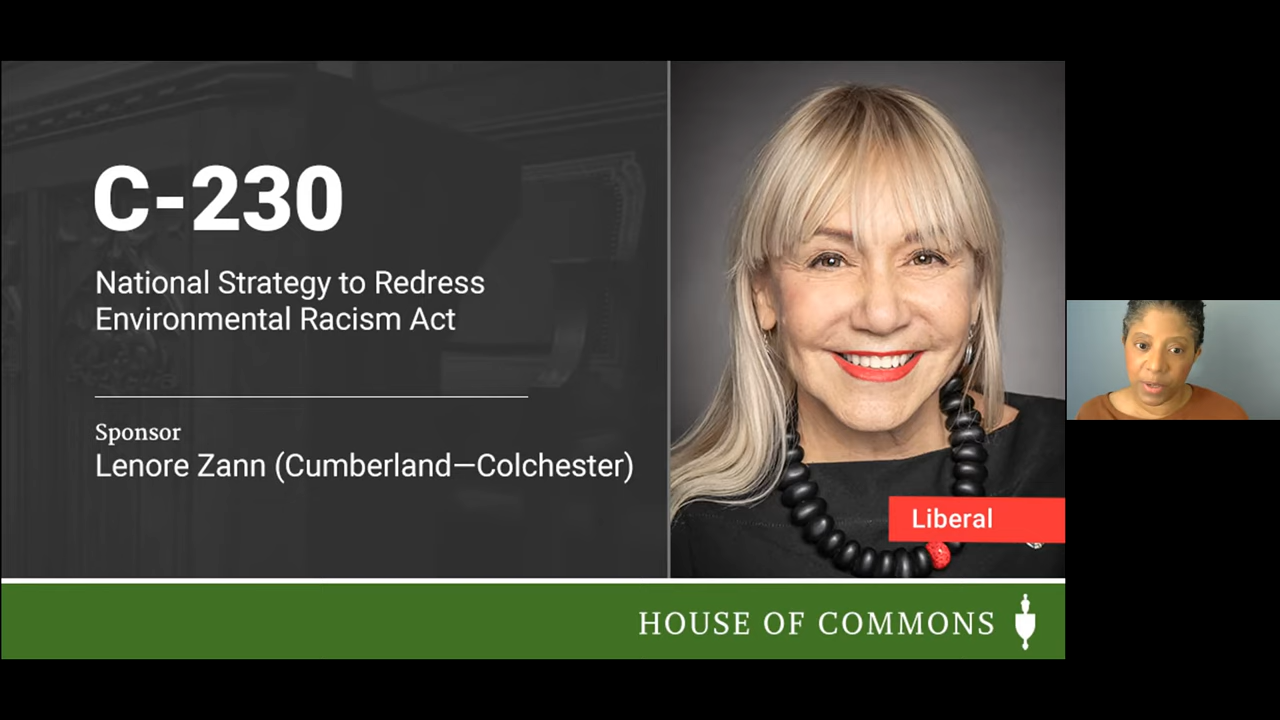 C-230
National Strategy to Redress
Environmental Racism Act
Sponsor
Lenore Zann (Cumberland—Colchester)
Liberal
HOUSE OF COMMONS